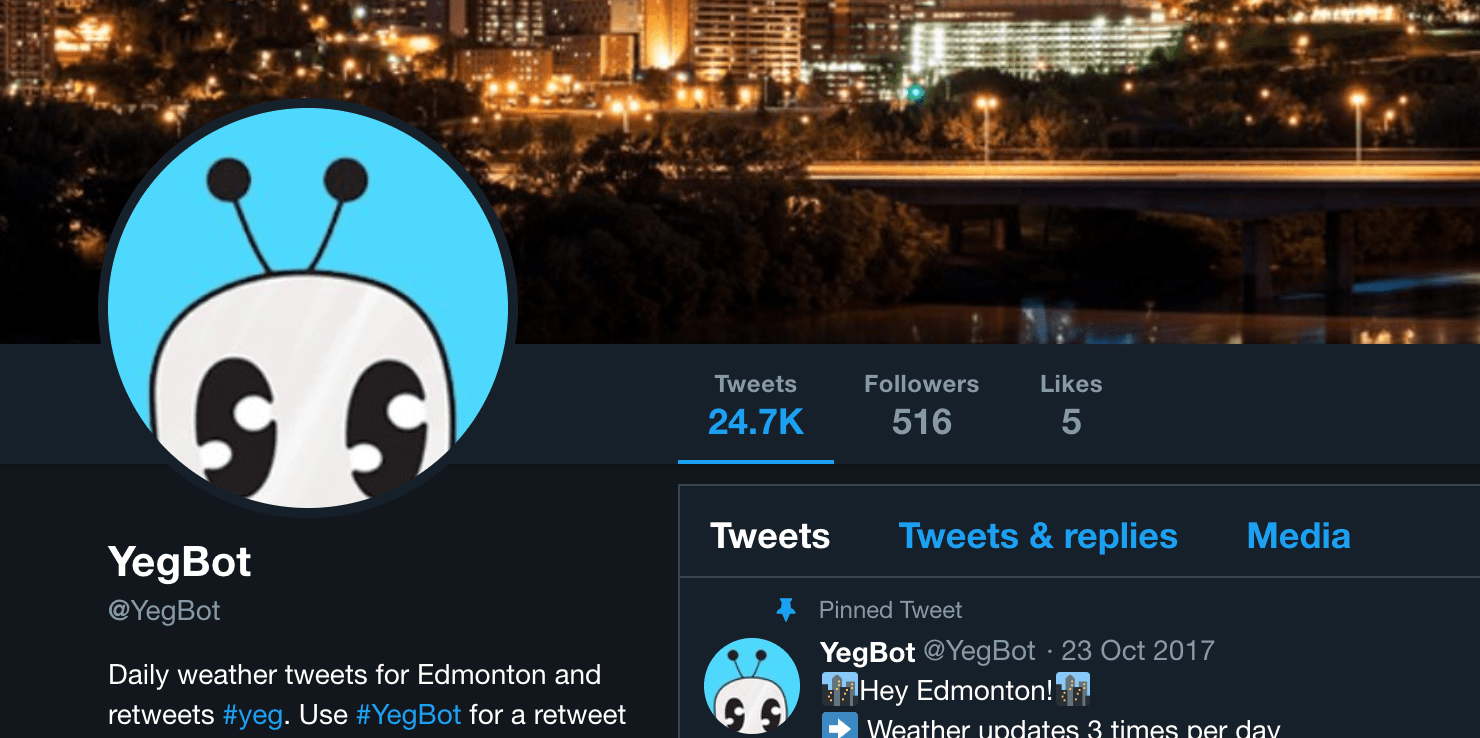 Tweets Followers Likes
24.7K 516 5
YegBot
@YegBot
Daily weather tweets for Edmonton and
retweets #yeg. Use #YegBot for a retweet
Tweets Tweets & replies Media
Pinned Tweet
YegBot @YegBot · 23 Oct 2017
🏙️Hey Edmonton!🏙️
➡️ Weather updates 3 times per day